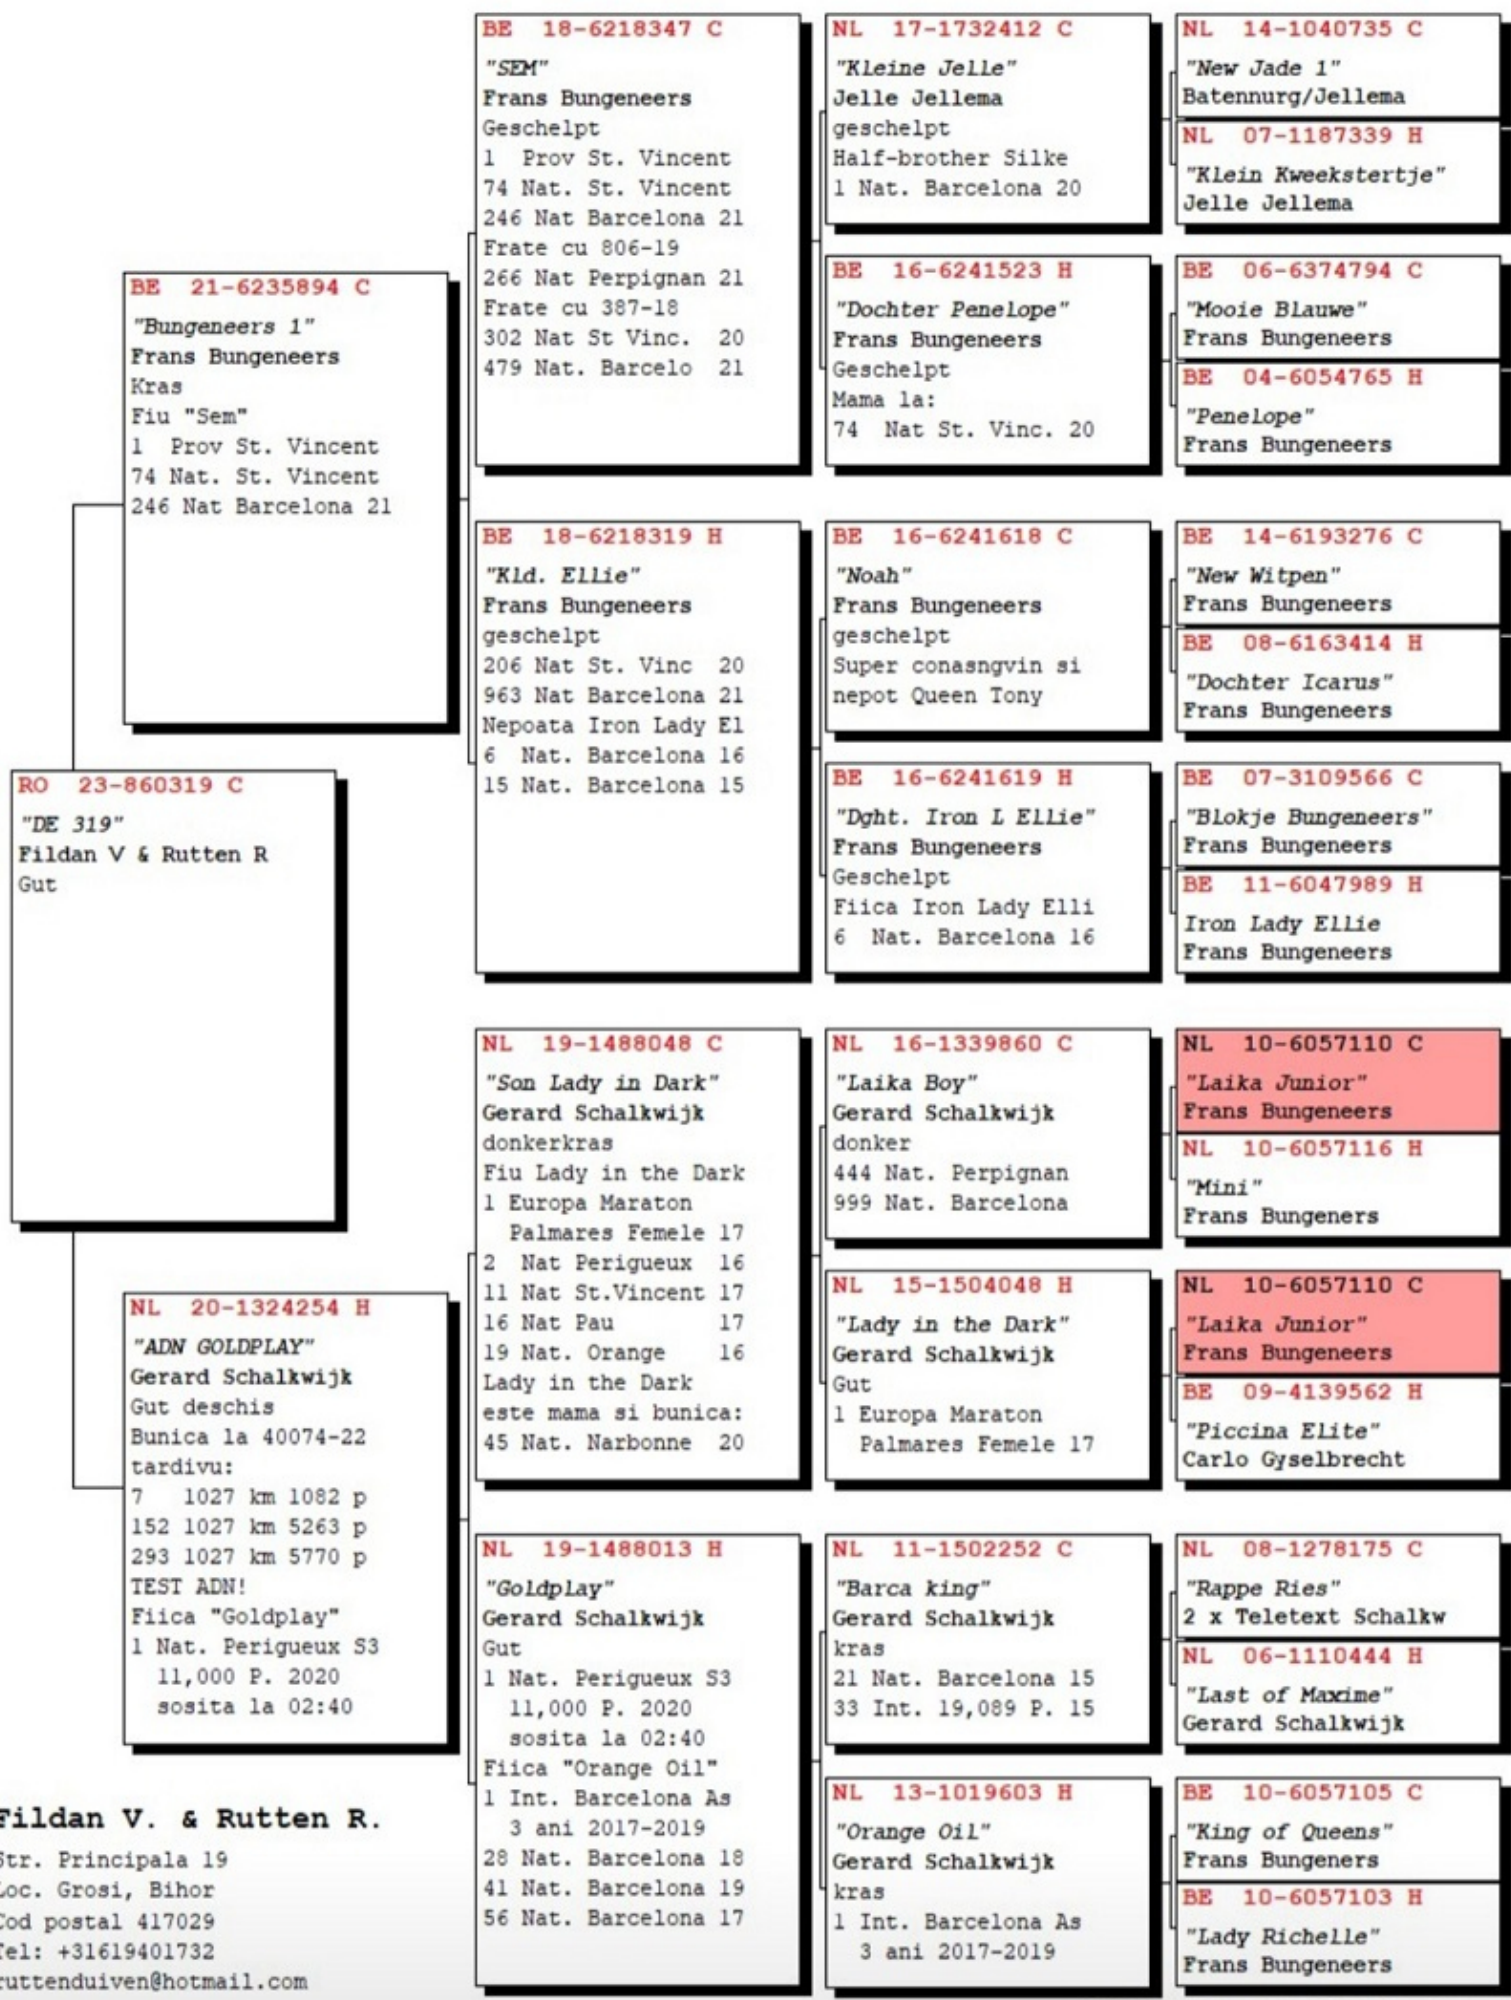 BE 18-6218347 C
"SEM"
Frans Bungeneers
Geschelpt
1 Prov St. Vincent
74 Nat. St. Vincent
246 Nat Barcelona 21
Frate cu 806-19
266 Nat Perpignan 21
Frate cu 387-18
302 Nat St Vinc. 20
479 Nat. Barcelo 21
NL 17-1732412 C
"Kleine Jelle"
Jelle Jellema
geschelpt
Half-brother Silke
1 Nat. Barcelona 20
NL 14-1040735 C
"New Jade 1"
Batennurg/Jellema
NL 07-1187339 H
"Klein Kweekstertje"
Jelle Jellema
BE 16-6241523 H
"Dochter Penelope"
Frans Bungeneers
Geschelpt
Mama la:
74 Nat St. Vinc. 20
BE 06-6374794 C
"Mooie Blauwe"
Frans Bungeneers
BE 04-6054765 H
"Penelope"
Frans Bungeneers
BE 21-6235894 C
"Bungeneers 1"
Frans Bungeneers
Kras
Fiu "Sem"
1 Prov St. Vincent
74 Nat. St. Vincent
246 Nat Barcelona 21
BE 18-6218319 H
"Kld. Ellie"
Frans Bungeneers
geschelpt
206 Nat St. Vinc 20
963 Nat Barcelona 21
Nepoata Iron Lady El
6 Nat. Barcelona 16
15 Nat. Barcelona 15
BE 16-6241618 C
"Noah"
Frans Bungeneers
geschelpt
Super conasngvin si
nepot Queen Tony
BE 14-6193276 C
"New Witpen"
Frans Bungeneers
BE 08-6163414 H
"Dochter Icarus"
Frans Bungeneers
BE 16-6241619 H
"Dght. Iron L Ellie"
Frans Bungeneers
Geschelpt
Fiica Iron Lady Elli
6 Nat. Barcelona 16
BE 07-3109566 C
"Blokje Bungeneers"
Frans Bungeneers
BE 11-6047989 H
Iron Lady Ellie
Frans Bungeneers
RO 23-860319 C
"DE 319"
Fildan V & Rutten R
Gut
NL 19-1488048 C
"Son Lady in Dark"
Gerard Schalkwijk
donkerkras
Fiu Lady in the Dark
1 Europa Maraton
Palmares Femele 17
2 Nat Perigueux 16
11 Nat St.Vincent 17
16 Nat Pau 17
19 Nat. Orange 16
Lady in the Dark
este mama si bunica:
45 Nat. Narbonne 20
NL 16-1339860 C
"Laika Boy"
Gerard Schalkwijk
donker
444 Nat. Perpignan
999 Nat. Barcelona
NL 10-6057110 C
"Laika Junior"
Frans Bungeneers
NL 10-6057116 H
"Mini"
Frans Bungeners
NL 15-1504048 H
"Lady in the Dark"
Gerard Schalkwijk
Gut
1 Europa Maraton
Palmares Femele 17
NL 10-6057110 C
"Laika Junior"
Frans Bungeneers
BE 09-4139562 H
"Piccina Elite"
Carlo Gyselbrecht
NL 20-1324254 H
"ADN GOLDPLAY"
Gerard Schalkwijk
Gut deschis
Bunica la 40074-22
tardivu:
7 1027 km 1082 p
152 1027 km 5263 p
293 1027 km 5770 p
TEST ADN!
Fiica "Goldplay"
1 Nat. Perigueux S3
11,000 P. 2020
sosita la 02:40
NL 19-1488013 H
"Goldplay"
Gerard Schalkwijk
Gut
1 Nat. Perigueux S3
11,000 P. 2020
sosita la 02:40
Fiica "Orange Oil"
1 Int. Barcelona As
3 ani 2017-2019
28 Nat. Barcelona 18
41 Nat. Barcelona 19
56 Nat. Barcelona 17
NL 11-1502252 C
"Barca king"
Gerard Schalkwijk
kras
21 Nat. Barcelona 15
33 Int. 19,089 P. 15
NL 08-1278175 C
"Rappe Ries"
2 x Teletext Schalkw
NL 06-1110444 H
"Last of Maxime"
Gerard Schalkwijk
NL 13-1019603 H
"Orange Oil"
Gerard Schalkwijk
kras
1 Int. Barcelona As
3 ani 2017-2019
BE 10-6057105 C
"King of Queens"
Frans Bungeners
BE 10-6057103 H
"Lady Richelle"
Frans Bungeneers
Fildan V. & Rutten R.
Str. Principala 19
Loc. Grosi, Bihor
Cod postal 417029
Tel: +31619401732
ruttenduiven@hotmail.com